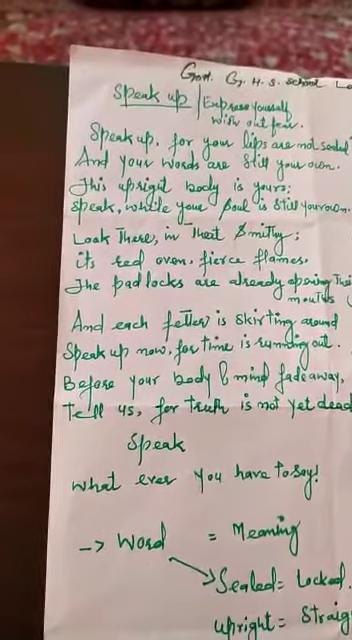 Govt. G. H. S. School
Speak up | Express yourself
with out fear.
Speak up, for your lips are not sealed
And your words are still your own.
This upright body is yours;
Speak, while your soul is still your own.
Look There, in Their Smithy;
its red oven, fierce flames.
The pad locks are already opening Their
mouths
And each fetter is skirting around
Speak up now, for time is running out.
Before your body & mind fade away,
Tell us, for truth is not yet dead
Speak
What ever you have to say!
→ Word = Meaning
Sealed = Locked.
upright = Straig